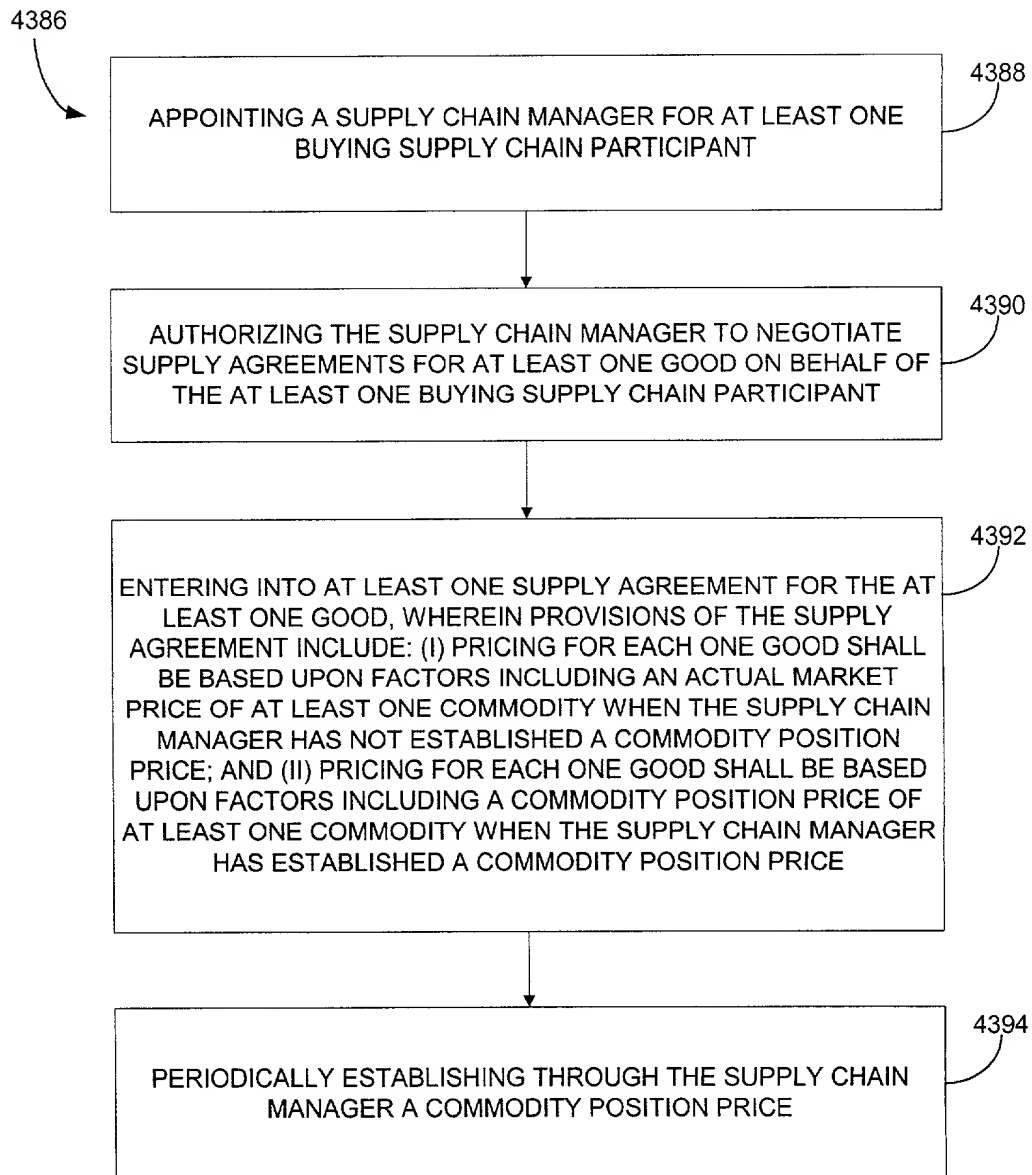 4386
4388
APPOINTING A SUPPLY CHAIN MANAGER FOR AT LEAST ONE
BUYING SUPPLY CHAIN PARTICIPANT
4390
AUTHORIZING THE SUPPLY CHAIN MANAGER TO NEGOTIATE
SUPPLY AGREEMENTS FOR AT LEAST ONE GOOD ON BEHALF OF
THE AT LEAST ONE BUYING SUPPLY CHAIN PARTICIPANT
4392
ENTERING INTO AT LEAST ONE SUPPLY AGREEMENT FOR THE AT
LEAST ONE GOOD, WHEREIN PROVISIONS OF THE SUPPLY
AGREEMENT INCLUDE: (I) PRICING FOR EACH ONE GOOD SHALL
BE BASED UPON FACTORS INCLUDING AN ACTUAL MARKET
PRICE OF AT LEAST ONE COMMODITY WHEN THE SUPPLY CHAIN
MANAGER HAS NOT ESTABLISHED A COMMODITY POSITION
PRICE; AND (II) PRICING FOR EACH ONE GOOD SHALL BE BASED
UPON FACTORS INCLUDING A COMMODITY POSITION PRICE OF
AT LEAST ONE COMMODITY WHEN THE SUPPLY CHAIN MANAGER
HAS ESTABLISHED A COMMODITY POSITION PRICE
4394
PERIODICALLY ESTABLISHING THROUGH THE SUPPLY CHAIN
MANAGER A COMMODITY POSITION PRICE